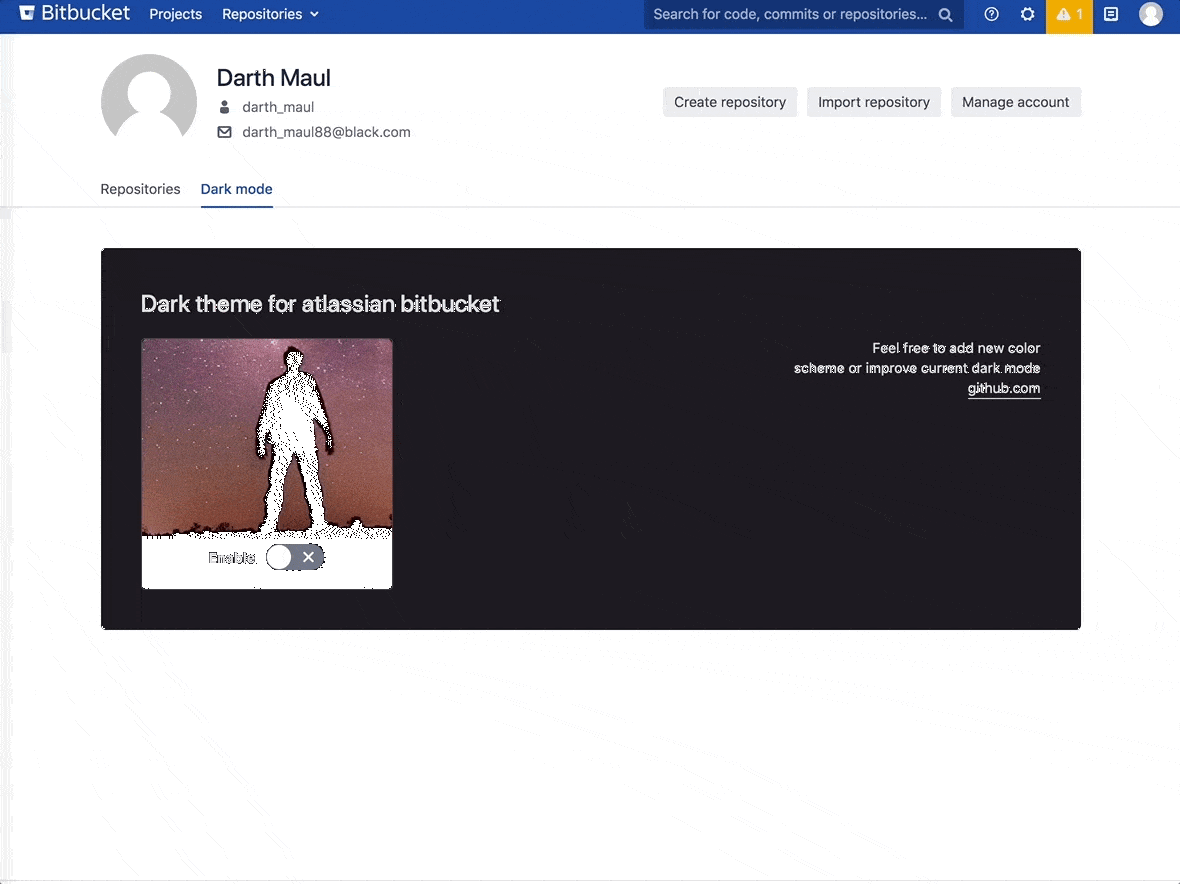 Bitbucket Projects Repositories Search for code, commits or repositories... 1
Darth Maul
darth_maul
darth_maul88@black.com
Create repository Import repository Manage account
Repositories Dark mode
Dark theme for atlassian bitbucket
Feel free to add new color
scheme or improve current dark mode
github.com
Enable